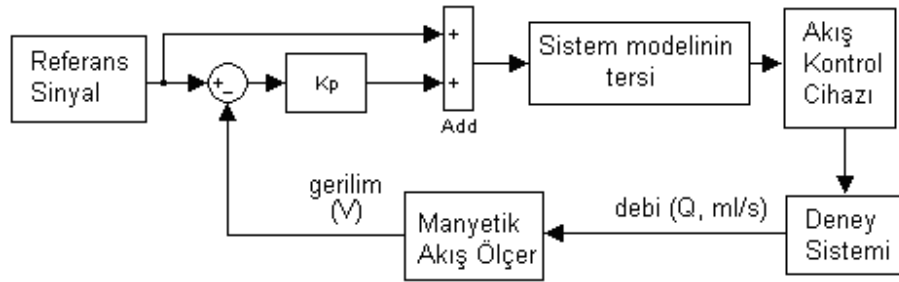 Referans
Sinyal
+
−
Kp
+
+
Add
Sistem modelinin
tersi
Akış
Kontrol
Cihazı
gerilim
(V)
Manyetik
Akış Ölçer
debi (Q, ml/s)
Deney
Sistemi